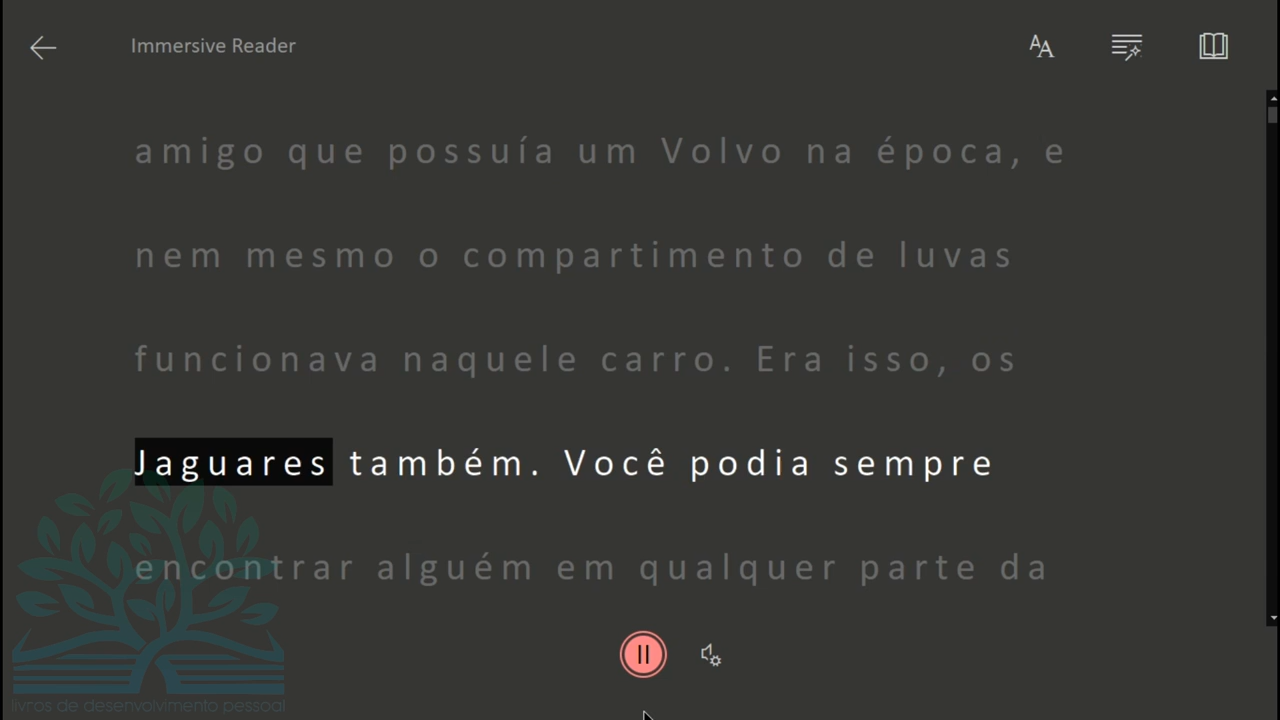 Immersive Reader
amigo que possuía um Volvo na época, e
nem mesmo o compartimento de luvas
funcionava naquele carro. Era isso, os
Jaguares também. Você podia sempre
encontrar alguém em qualquer parte da
livros de desenvolvimento pessoal